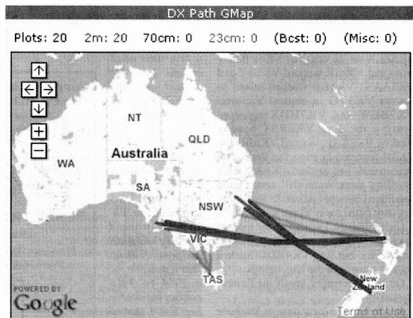 DX Path GMap
Plots: 20 2m: 20 70cm: 0 23cm: 0 (Bcst: 0) (Misc: 0)
NT
QLD
Australia
WA
SA
NSW
VIC
TAS
New
Zealand
POWERED BY
Google
Terms of Use